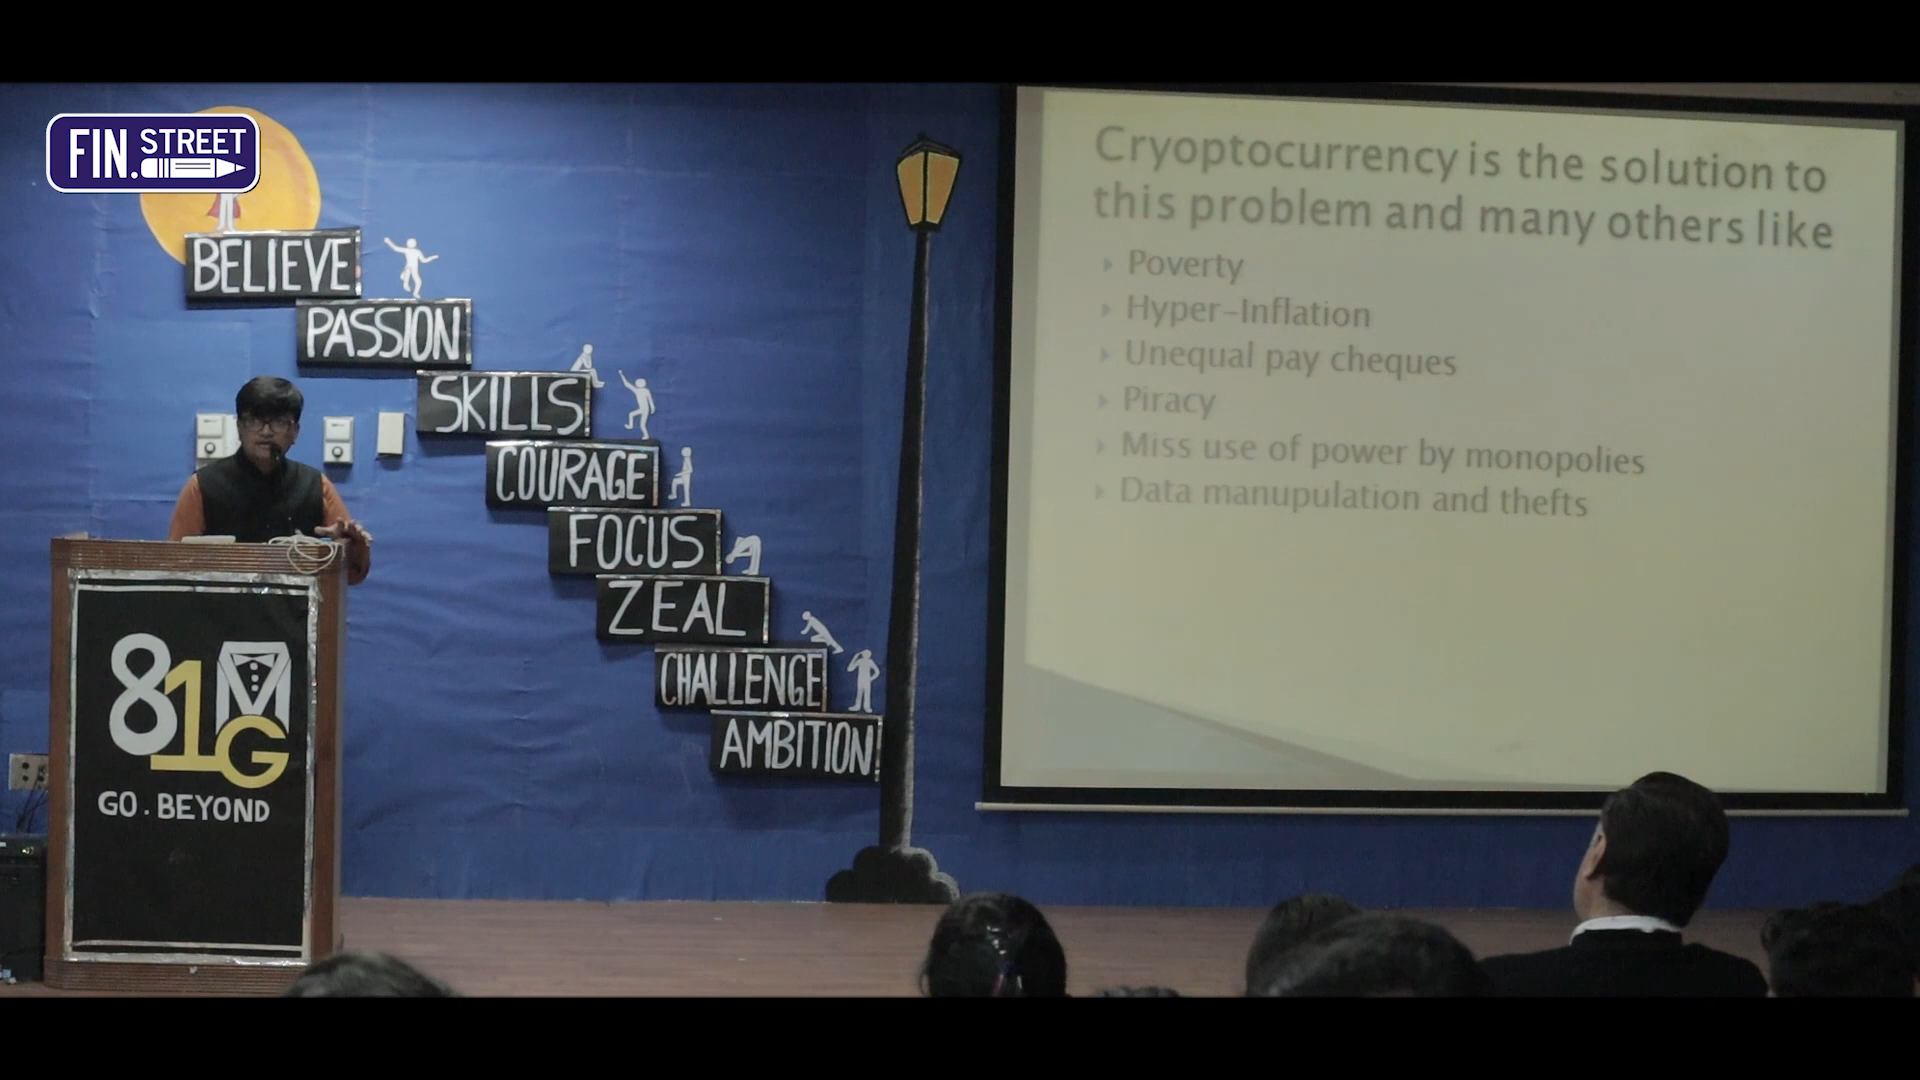 FIN. STREET
BELIEVE
PASSION
SKILLS
COURAGE
FOCUS
ZEAL
CHALLENGE
AMBITION
81 MG
GO.BEYOND
Cryoptocurrency is the solution to
this problem and many others like
Poverty
Hyper-Inflation
Unequal pay cheques
Piracy
Miss use of power by monopolies
Data manupulation and thefts